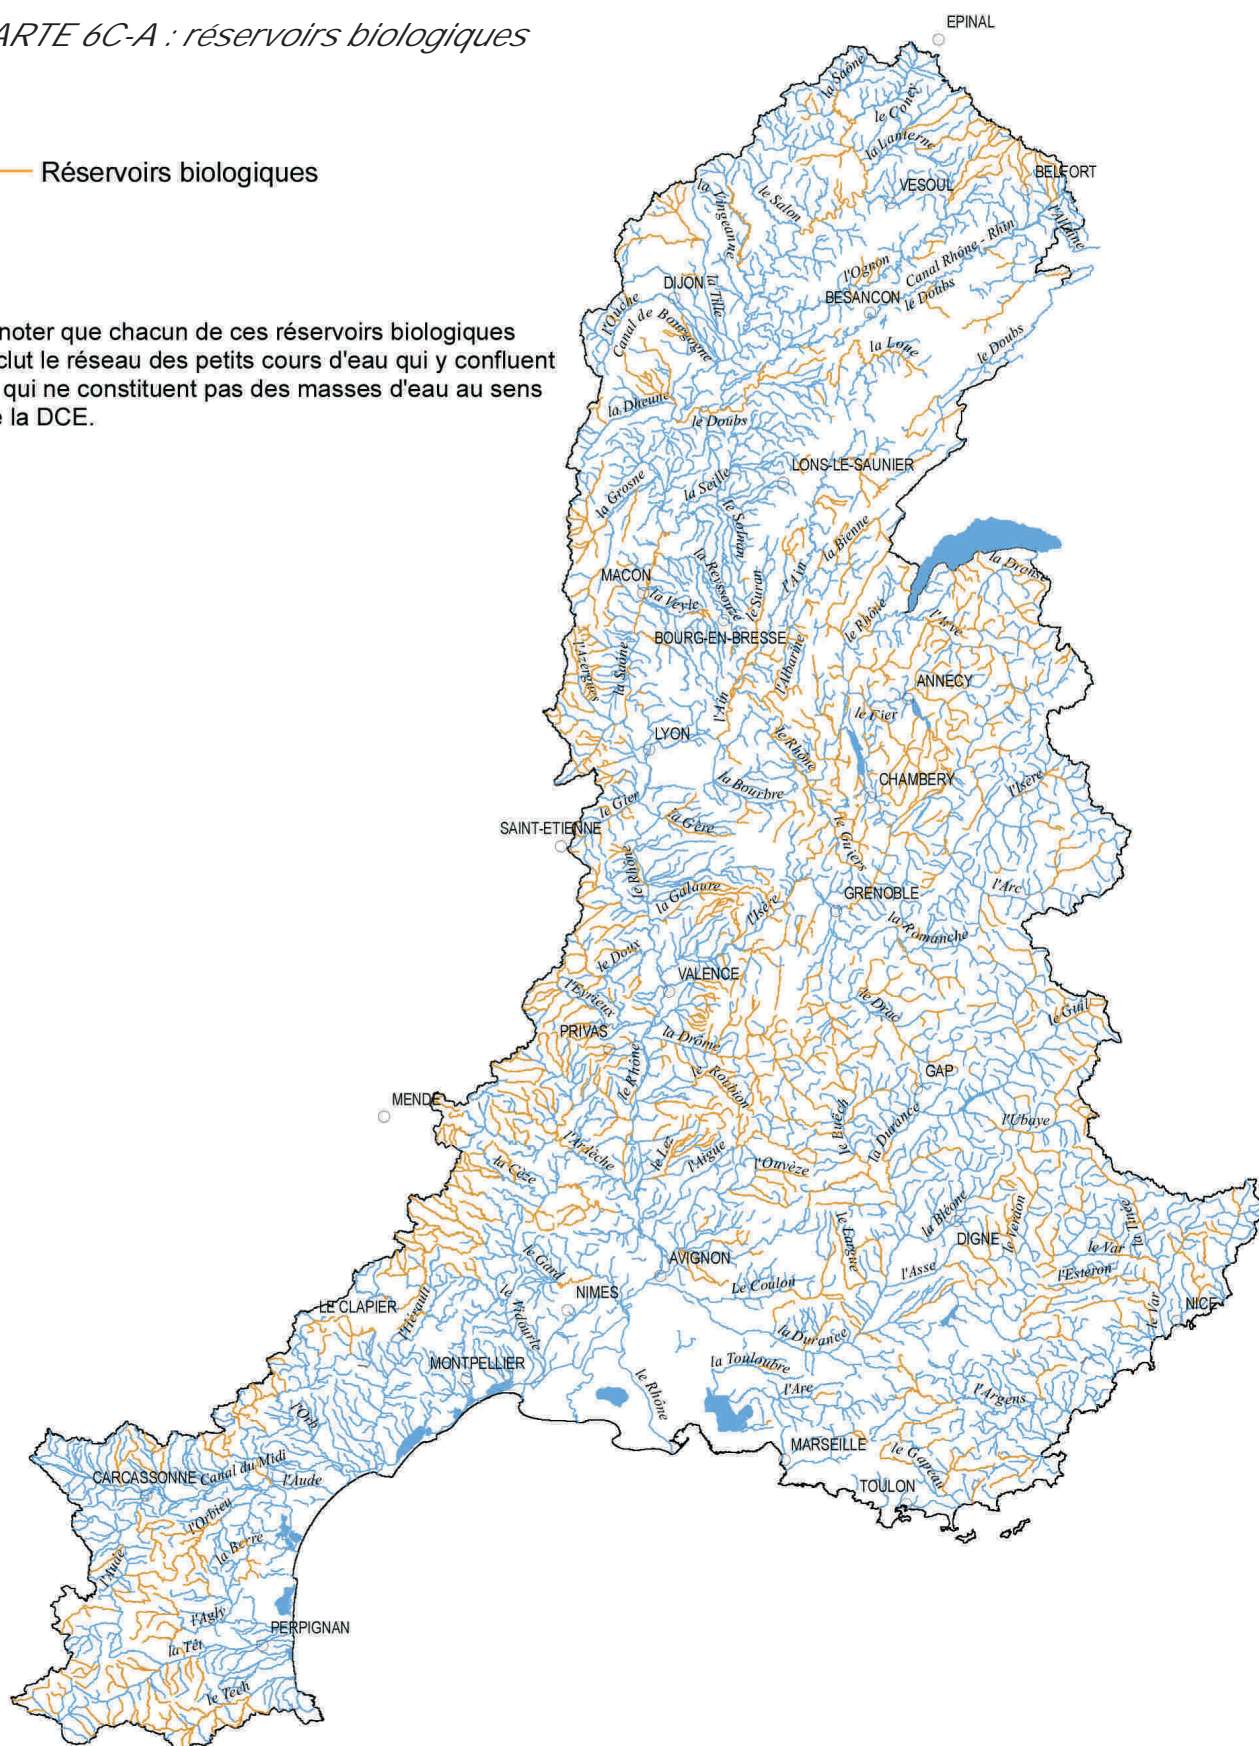 ARTE 6C-A : réservoirs biologiques
EPINAL
la Saône
le Coney
la Lanterne
Réservoirs biologiques
BELFORT
VESOUL
la Vingeanne
le Salon
l'Allaine
Canal Rhône - Rhin
l'Ognon
DIJON
la Tille
BESANCON
le Doubs
l'Ouche
Canal de Bourgogne
noter que chacun de ces réservoirs biologiques
clut le réseau des petits cours d'eau qui y confluent
qui ne constituent pas des masses d'eau au sens
e la DCE.
la Loue
le Doubs
la Dheune
le Doubs
LONS-LE-SAUNIER
la Grosne
la Seille
le Solnan
la Bienne
la Dranse
MACON
la Reyssouze
le Suran
l'Ain
la Veyle
le Rhône
l'Arve
BOURG-EN-BRESSE
l'Azergues
la Saône
l'Albarine
ANNECY
l'Ain
le Fier
LYON
le Rhône
CHAMBERY
la Bourbre
l'Isère
le Gier
la Gère
SAINT-ETIENNE
le Guiers
le Rhône
la Galaure
l'Isère
GRENOBLE
l'Arc
la Romanche
le Doux
VALENCE
l'Eyrieux
le Drac
le Guil
PRIVAS
la Drôme
le Rhône
le Roubion
GAP
MENDE
le Buëch
la Durance
l'Ubaye
l'Ardèche
le Lez
l'Aigue
l'Ouvèze
la Cèze
la Bléone
le Verdon
la Tinée
DIGNE
le Largue
le Var
AVIGNON
l'Asse
l'Estéron
le Gard
Le Coulon
NIMES
LE CLAPIER
l'Hérault
le Vidourle
le Var
NICE
la Durance
MONTPELLIER
la Touloubre
le Rhône
l'Arc
l'Argens
l'Orb
MARSEILLE
le Gapeau
CARCASSONNE
Canal du Midi
l'Aude
TOULON
l'Orbieu
la Berre
l'Aude
l'Agly
PERPIGNAN
la Têt
le Tech